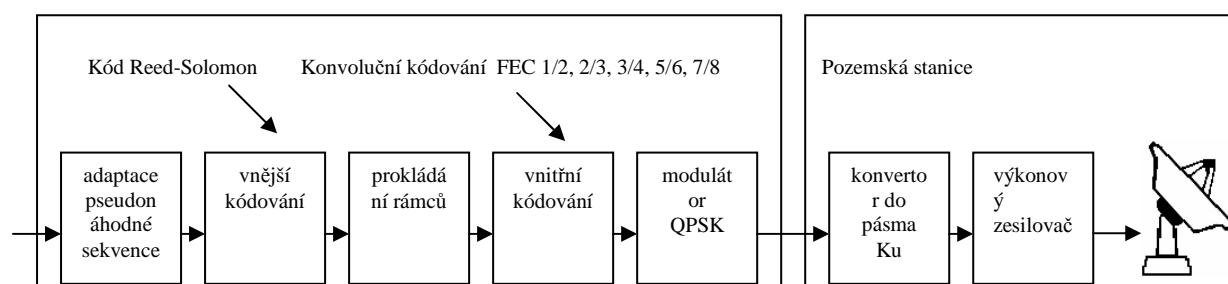 Kód Reed-Solomon
Konvoluční kódování FEC 1/2, 2/3, 3/4, 5/6, 7/8
Pozemská stanice
adaptace
pseudon
áhodné
sekvence
vnější
kódování
prokládá
ní rámců
vnitřní
kódování
modulát
or
QPSK
konverto
r do
pásma
Ku
výkonov
ý
zesilovač